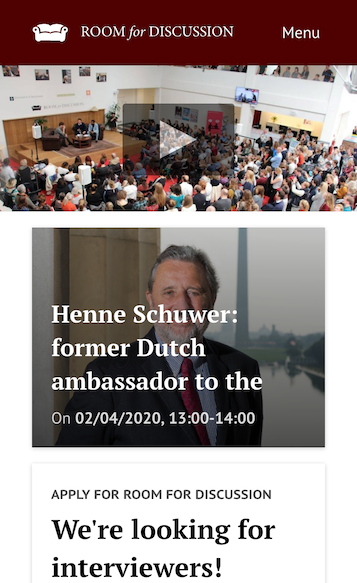 ROOM for DISCUSSION
Menu
Henne Schuwer:
former Dutch
ambassador to the
On 02/04/2020, 13:00-14:00
APPLY FOR ROOM FOR DISCUSSION
We're looking for
interviewers!